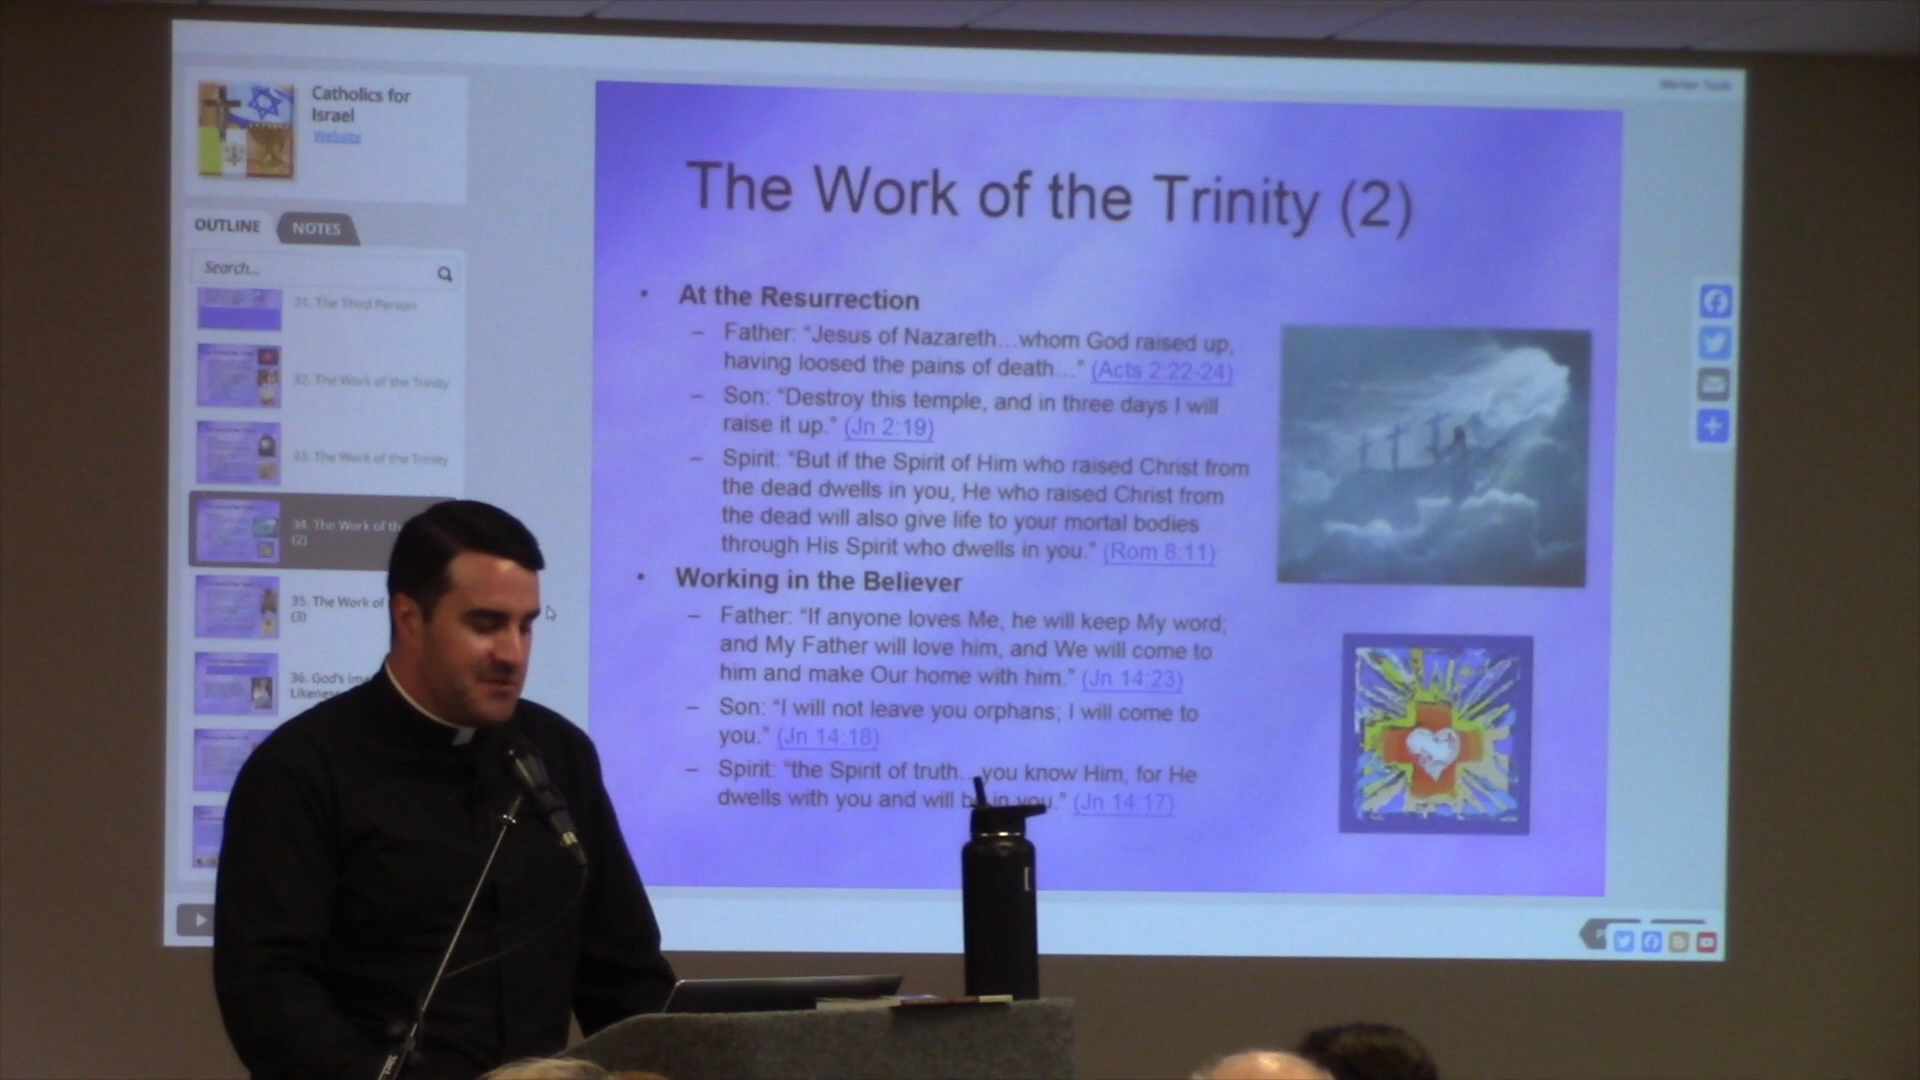 Catholics for
Israel
Website
OUTLINE
NOTES
Search...
31. The Third Person
32. The Work of the Trinity
33. The Work of the Trinity
34. The Work of
(2)
35. The Work of
(3)
36. God's
The Work of the Trinity (2)
• At the Resurrection
– Father: “Jesus of Nazareth...whom God raised up,
having loosed the pains of death...” (Acts 2:22-24)
– Son: “Destroy this temple, and in three days I will
raise it up.” (Jn 2:19)
– Spirit: “But if the Spirit of Him who raised Christ from
the dead dwells in you, He who raised Christ from
the dead will also give life to your mortal bodies
through His Spirit who dwells in you.” (Rom 8:11)
• Working in the Believer
– Father: “If anyone loves Me, he will keep My word;
and My Father will love him, and We will come to
him and make Our home with him.” (Jn 14:23)
– Son: “I will not leave you orphans; I will come to
you.” (Jn 14:18)
– Spirit: “the Spirit of truth...you know Him, for He
dwells with you and will be in you.” (Jn 14:17)